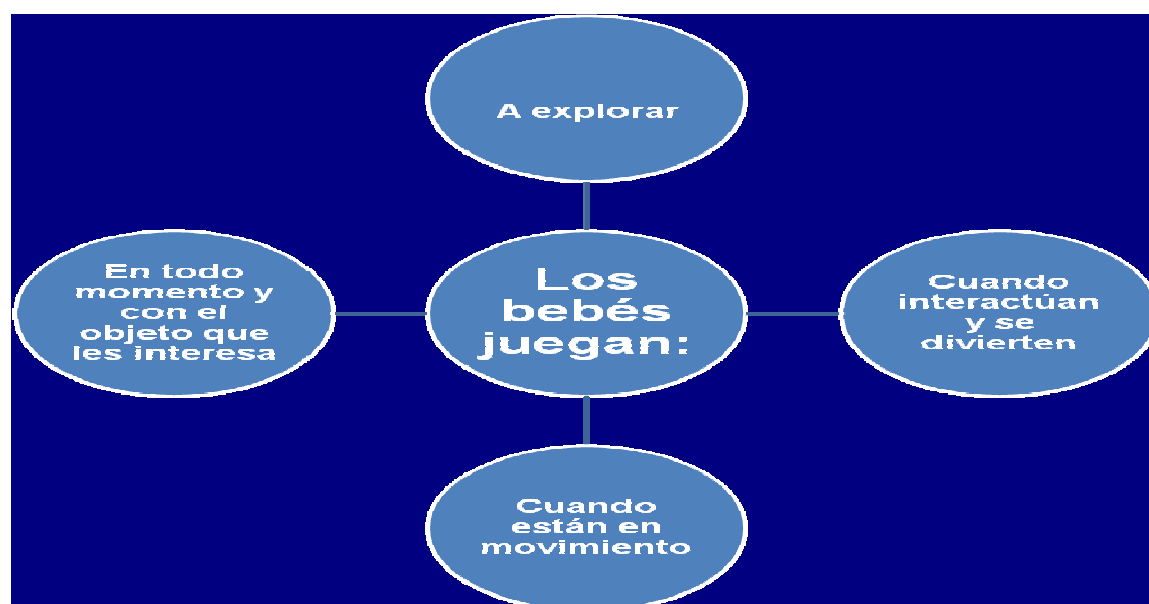 A explorar
En todo
momento y
con el
objeto que
les interesa
Los
bebés
juegan:
Cuando
interactúan
y se
divierten
Cuando
están en
movimiento